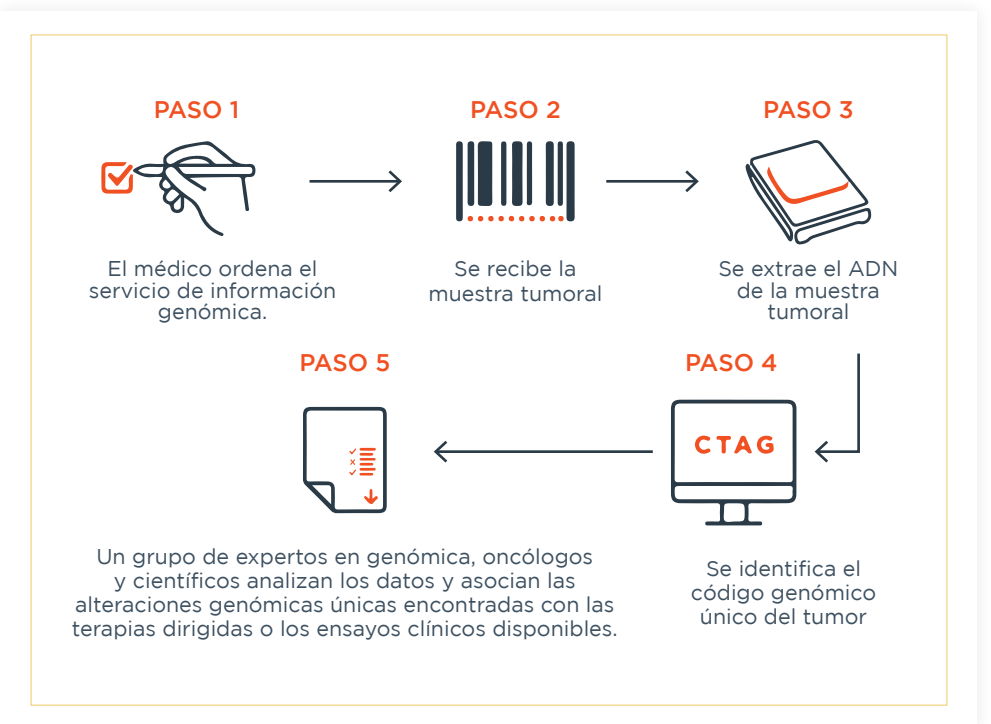 PASO 1
El médico ordena el
servicio de información
genómica.
PASO 2
Se recibe la
muestra tumoral
PASO 3
Se extrae el ADN
de la muestra
tumoral
PASO 4
CTAG
Se identifica el
código genómico
único del tumor
PASO 5
Un grupo de expertos en genómica, oncólogos
y científicos analizan los datos y asocian las
alteraciones genómicas únicas encontradas con las
terapias dirigidas o los ensayos clínicos disponibles.